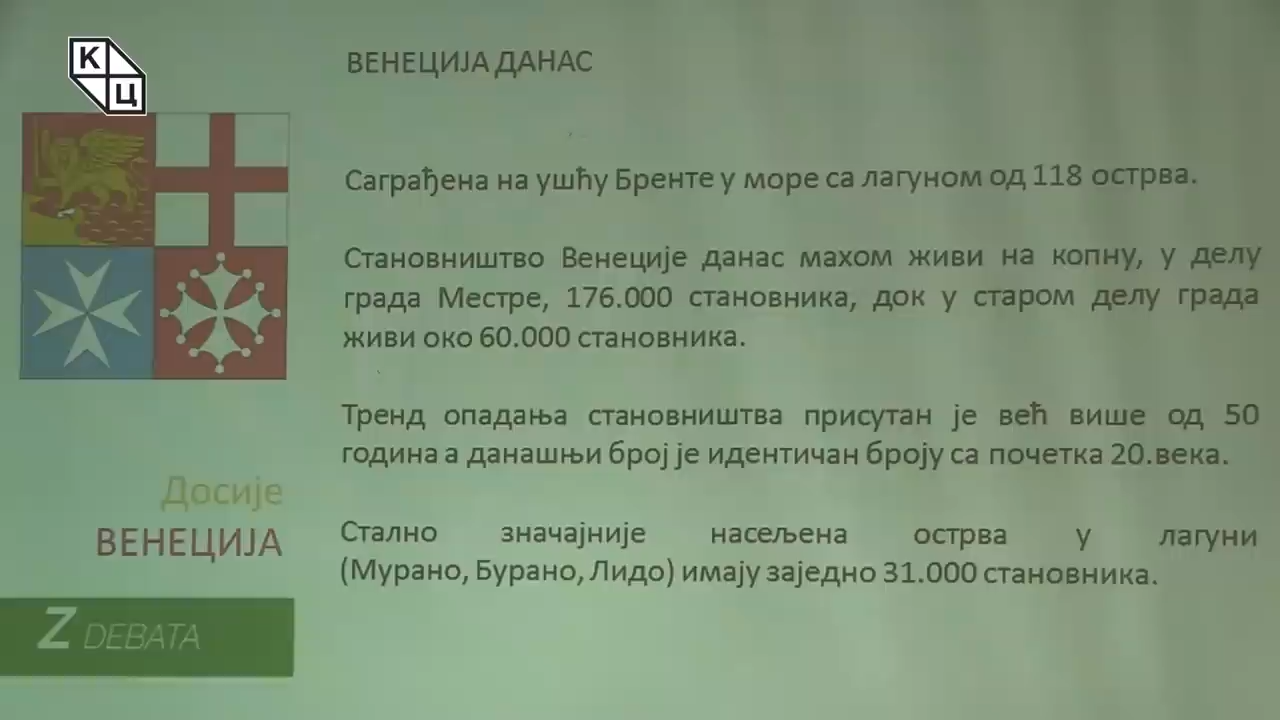 К
Ц
ВЕНЕЦИЈА ДАНАС
Саграђена на ушћу Бренте у море са лагуном од 118 острва.
Становништво Венеције данас махом живи на копну, у делу
града Местре, 176.000 становника, док у старом делу града
живи око 60.000 становника.
Тренд опадања становништва присутан је већ више од 50
година а данашњи број је идентичан броју са почетка 20.века.
Стално значајније насељена острва у лагуни
(Мурано, Бурано, Лидо) имају заједно 31.000 становника.
Досије
ВЕНЕЦИЈА
Z DEBATA